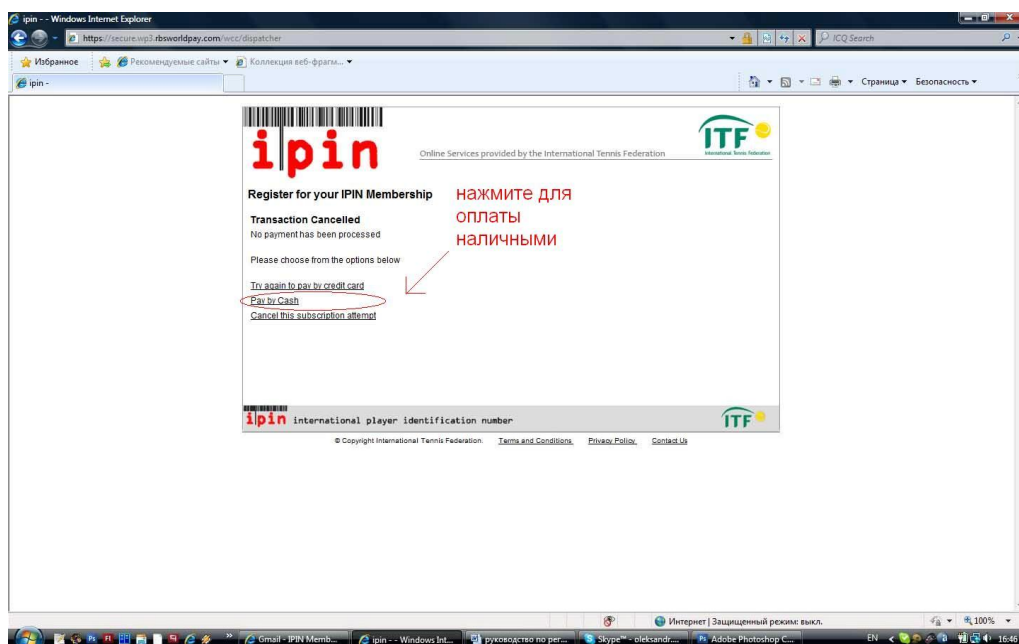 ipin - - Windows Internet Explorer
https://secure.wp3.rbsworldpay.com/wcc/dispatcher
ICQ Search
Избранное
Рекомендуемые сайты
Коллекция веб-фрагм...
ipin -
Страница
Безопасность
ipin
Online Services provided by the International Tennis Federation
ITF
International Tennis Federation
Register for your IPIN Membership
нажмите для
оплаты
наличными
Transaction Cancelled
No payment has been processed
Please choose from the options below
Try again to pay by credit card
Pay by Cash
Cancel this subscription attempt
ipin international player identification number
ITF
© Copyright International Tennis Federation. Terms and Conditions Privacy Policy Contact Us
Интернет | Защищенный режим: выкл.
100%
Gmail - IPIN Memb...
ipin - - Windows Int...
руководство по рег...
Skype™ - oleksandr....
Adobe Photoshop C...
EN
16:46